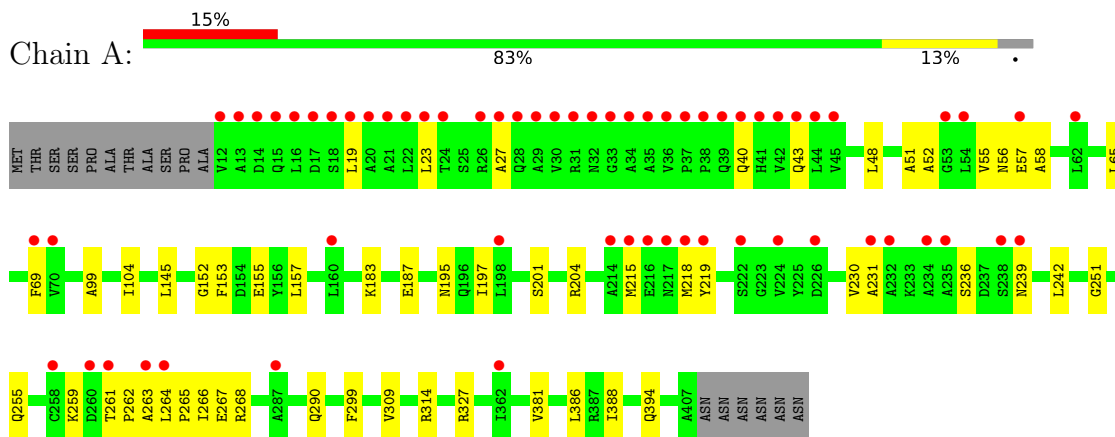 15%
Chain A:
83%
13%
•
MET THR SER SER PRO ALA THR ALA SER PRO ALA V12 A13 D14 Q15 L16 D17 S18 L19 A20 A21 L22 L23 T24 S25 R26 A27 Q28 A29 V30 R31 N32 G33 A34 A35 V36 P37 P38 Q39 Q40 H41 V42 Q43 L44 V45 L48 A51 A52 G53 L54 V55 N56 E57 A58 L62 L65
F69 V70 A99 I104 L145 G152 F153 D154 E155 Y156 L157 L160 K183 E187 N195 Q196 I197 L198 S201 R204 A214 M215 E216 N217 M218 Y219 S222 G223 V224 Y225 D226 V230 A231 A232 K233 A234 A235 S236 D237 S238 N239 L242 G251
Q255 C258 K259 D260 T261 P262 A263 L264 P265 I266 E267 R268 A287 Q290 F299 V309 R314 R327 I362 V381 L386 R387 I388 Q394 A407 ASN ASN ASN ASN ASN ASN